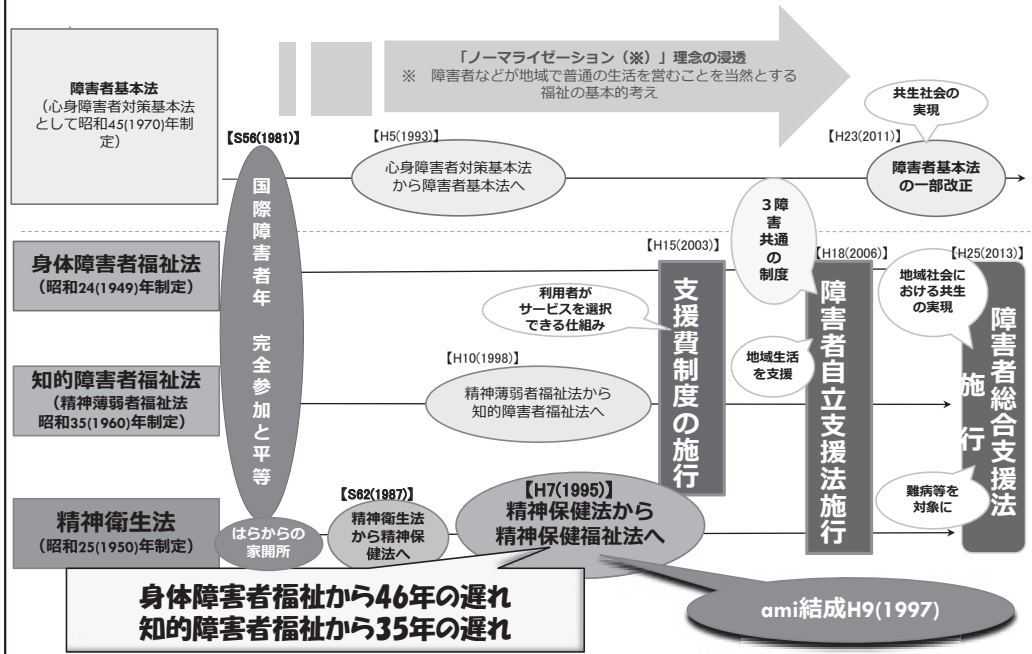 「ノーマライゼーション（※）」理念の浸透
※　障害者などが地域で普通の生活を営むことを当然とする
福祉の基本的考え
障害者基本法
（心身障害者対策基本法
として昭和45(1970)年制
定）
【S56(1981)】
国際障害者年　完全参加と平等
【H5(1993)】
心身障害者対策基本法
から障害者基本法へ
共生社会の
実現
【H23(2011)】
障害者基本法
の一部改正
身体障害者福祉法
（昭和24(1949)年制定）
利用者が
サービスを選択
できる仕組み
【H15(2003)】
支援費制度の施行
３障
害
共通
の
制度
【H18(2006)】
障害者自立支援法施行
地域生活
を支援
地域社会に
おける共生
の実現
【H25(2013)】
障害者総合支援法
施行
知的障害者福祉法
（精神薄弱者福祉法
昭和35(1960)年制定）
【H10(1998)】
精神薄弱者福祉法から
知的障害者福祉法へ
精神衛生法
（昭和25(1950)年制定）
はらからの
家開所
【S62(1987)】
精神衛生法
から精神保
健法へ
【H7(1995)】
精神保健法から
精神保健福祉法へ
難病等を
対象に
身体障害者福祉から46年の遅れ
知的障害者福祉から35年の遅れ
ami結成H9(1997)